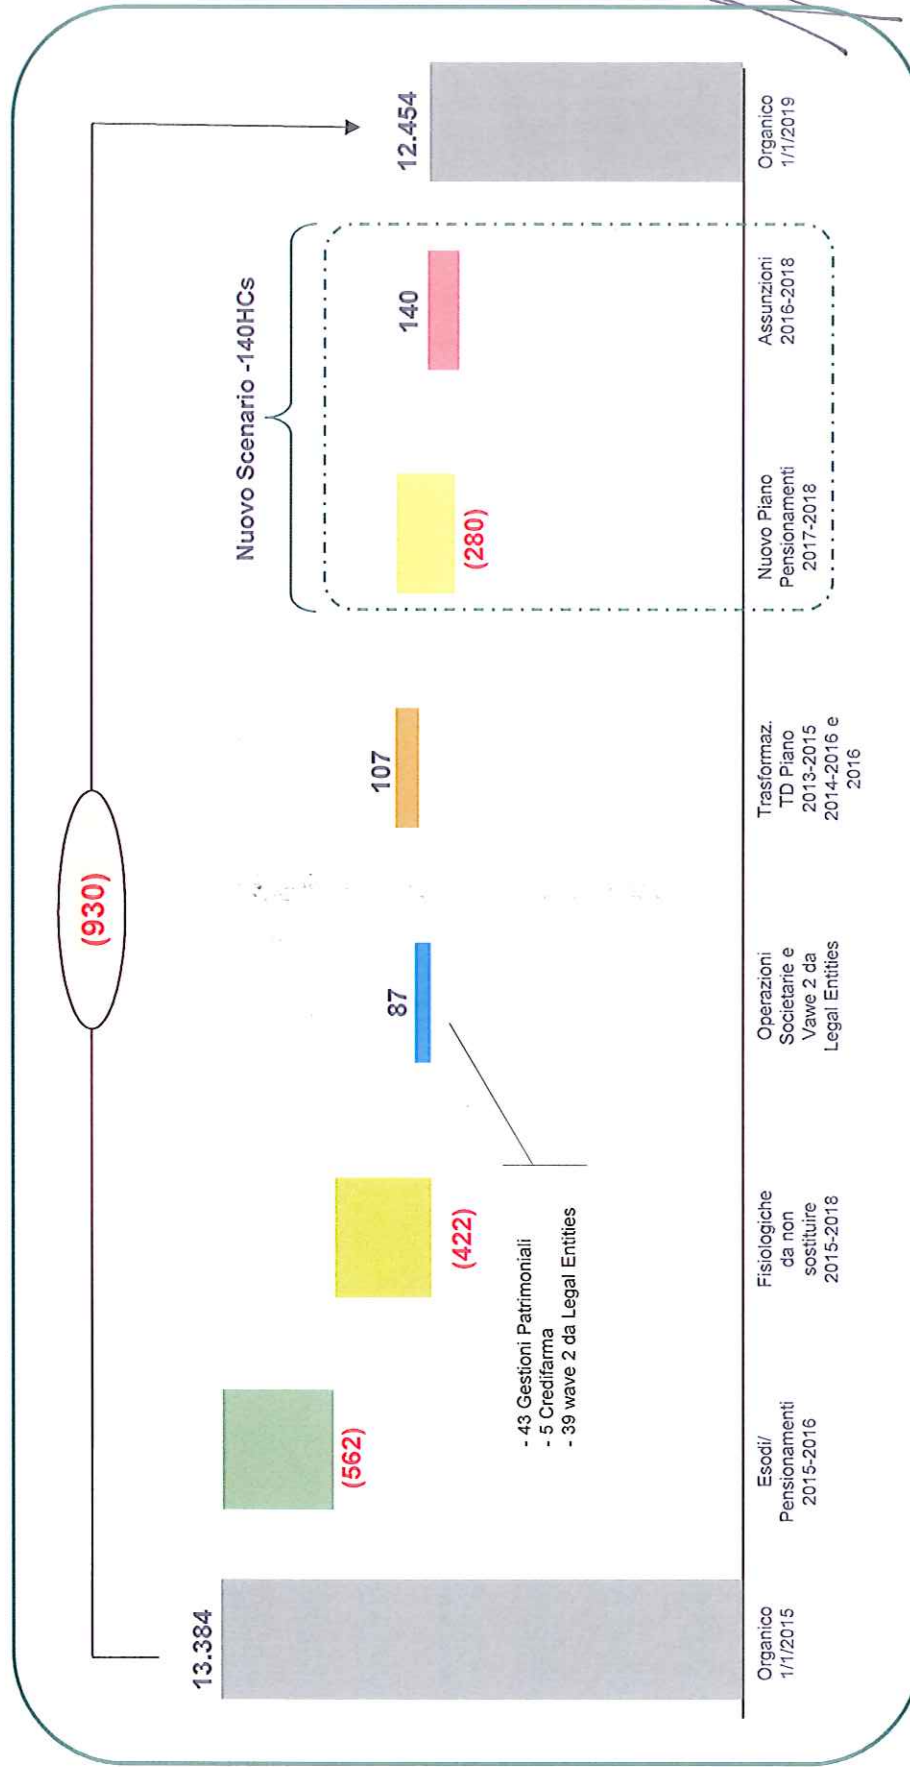 (930)
Nuovo Scenario -140HCs
13.384
(562)
(422)
87
107
(280)
140
12.454
- 43 Gestioni Patrimoniali
- 5 Credifarma
- 39 wave 2 da Legal Entities
Organico
1/1/2015
Esodi/
Pensionamenti
2015-2016
Fisiologiche
da non
sostituire
2015-2018
Operazioni
Societarie e
Vawe 2 da
Legal Entities
Trasformaz.
TD Piano
2013-2015
2014-2016 e
2016
Nuovo Piano
Pensionamenti
2017-2018
Assunzioni
2016-2018
Organico
1/1/2019